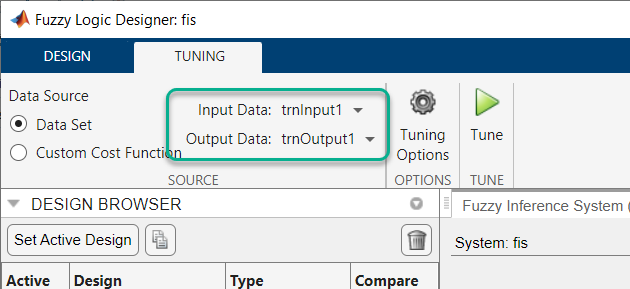 Fuzzy Logic Designer: fis
DESIGN TUNING
Data Source
Data Set
Custom Cost Function
Input Data: trnInput1
Output Data: trnOutput1
SOURCE
Tuning
Options
OPTIONS
Tune
TUNE
DESIGN BROWSER
Set Active Design
Active Design Type Compare
Fuzzy Inference System (
System: fis